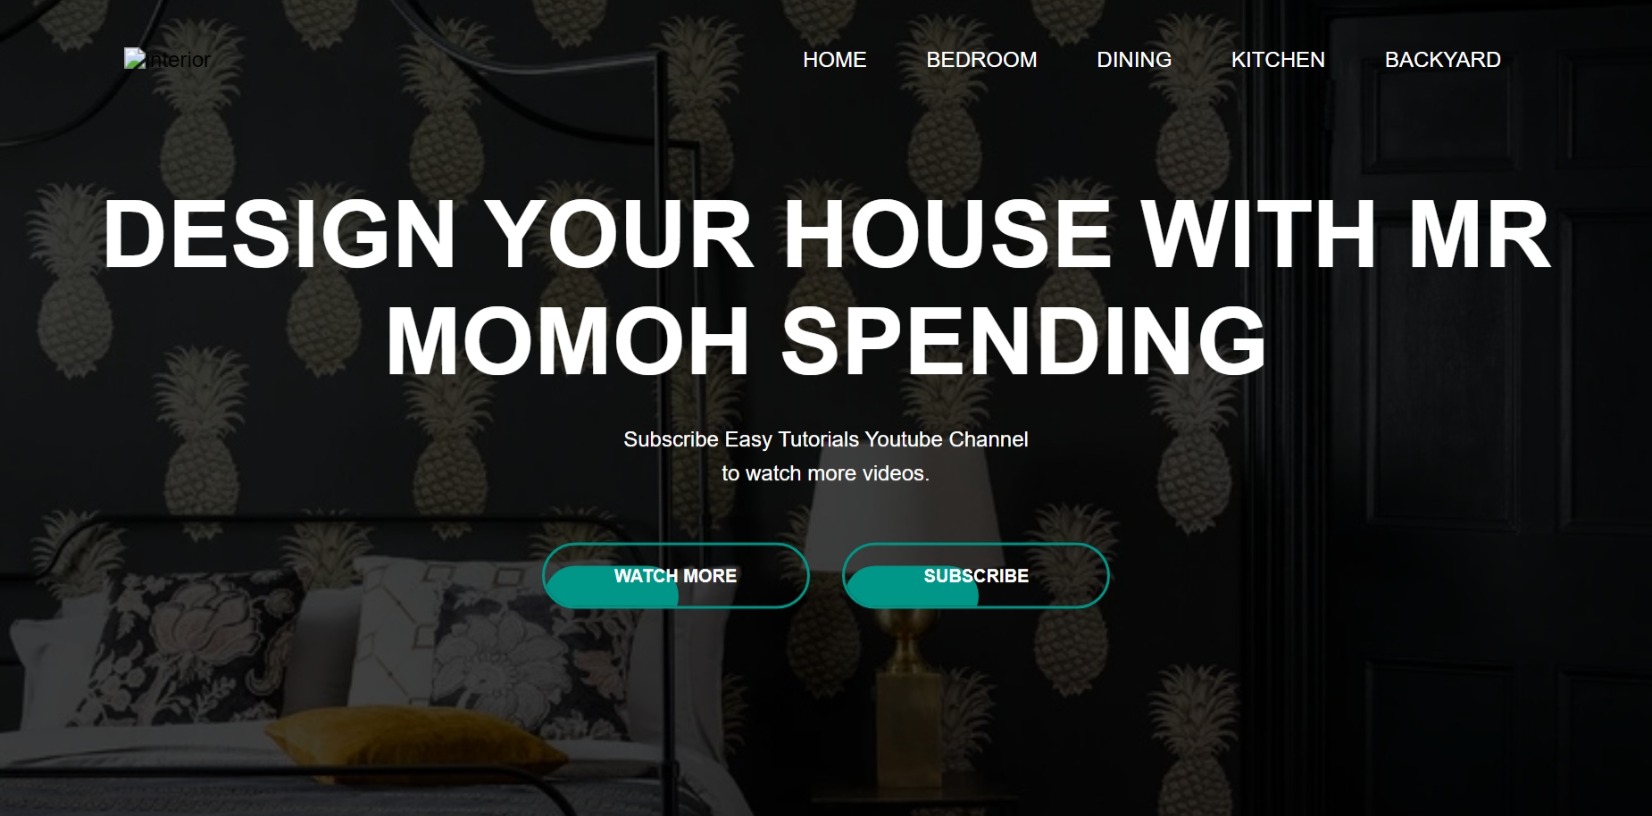 Interior
HOME BEDROOM DINING KITCHEN BACKYARD
DESIGN YOUR HOUSE WITH MR
MOMOH SPENDING
Subscribe Easy Tutorials Youtube Channel
to watch more videos.
WATCH MORE SUBSCRIBE